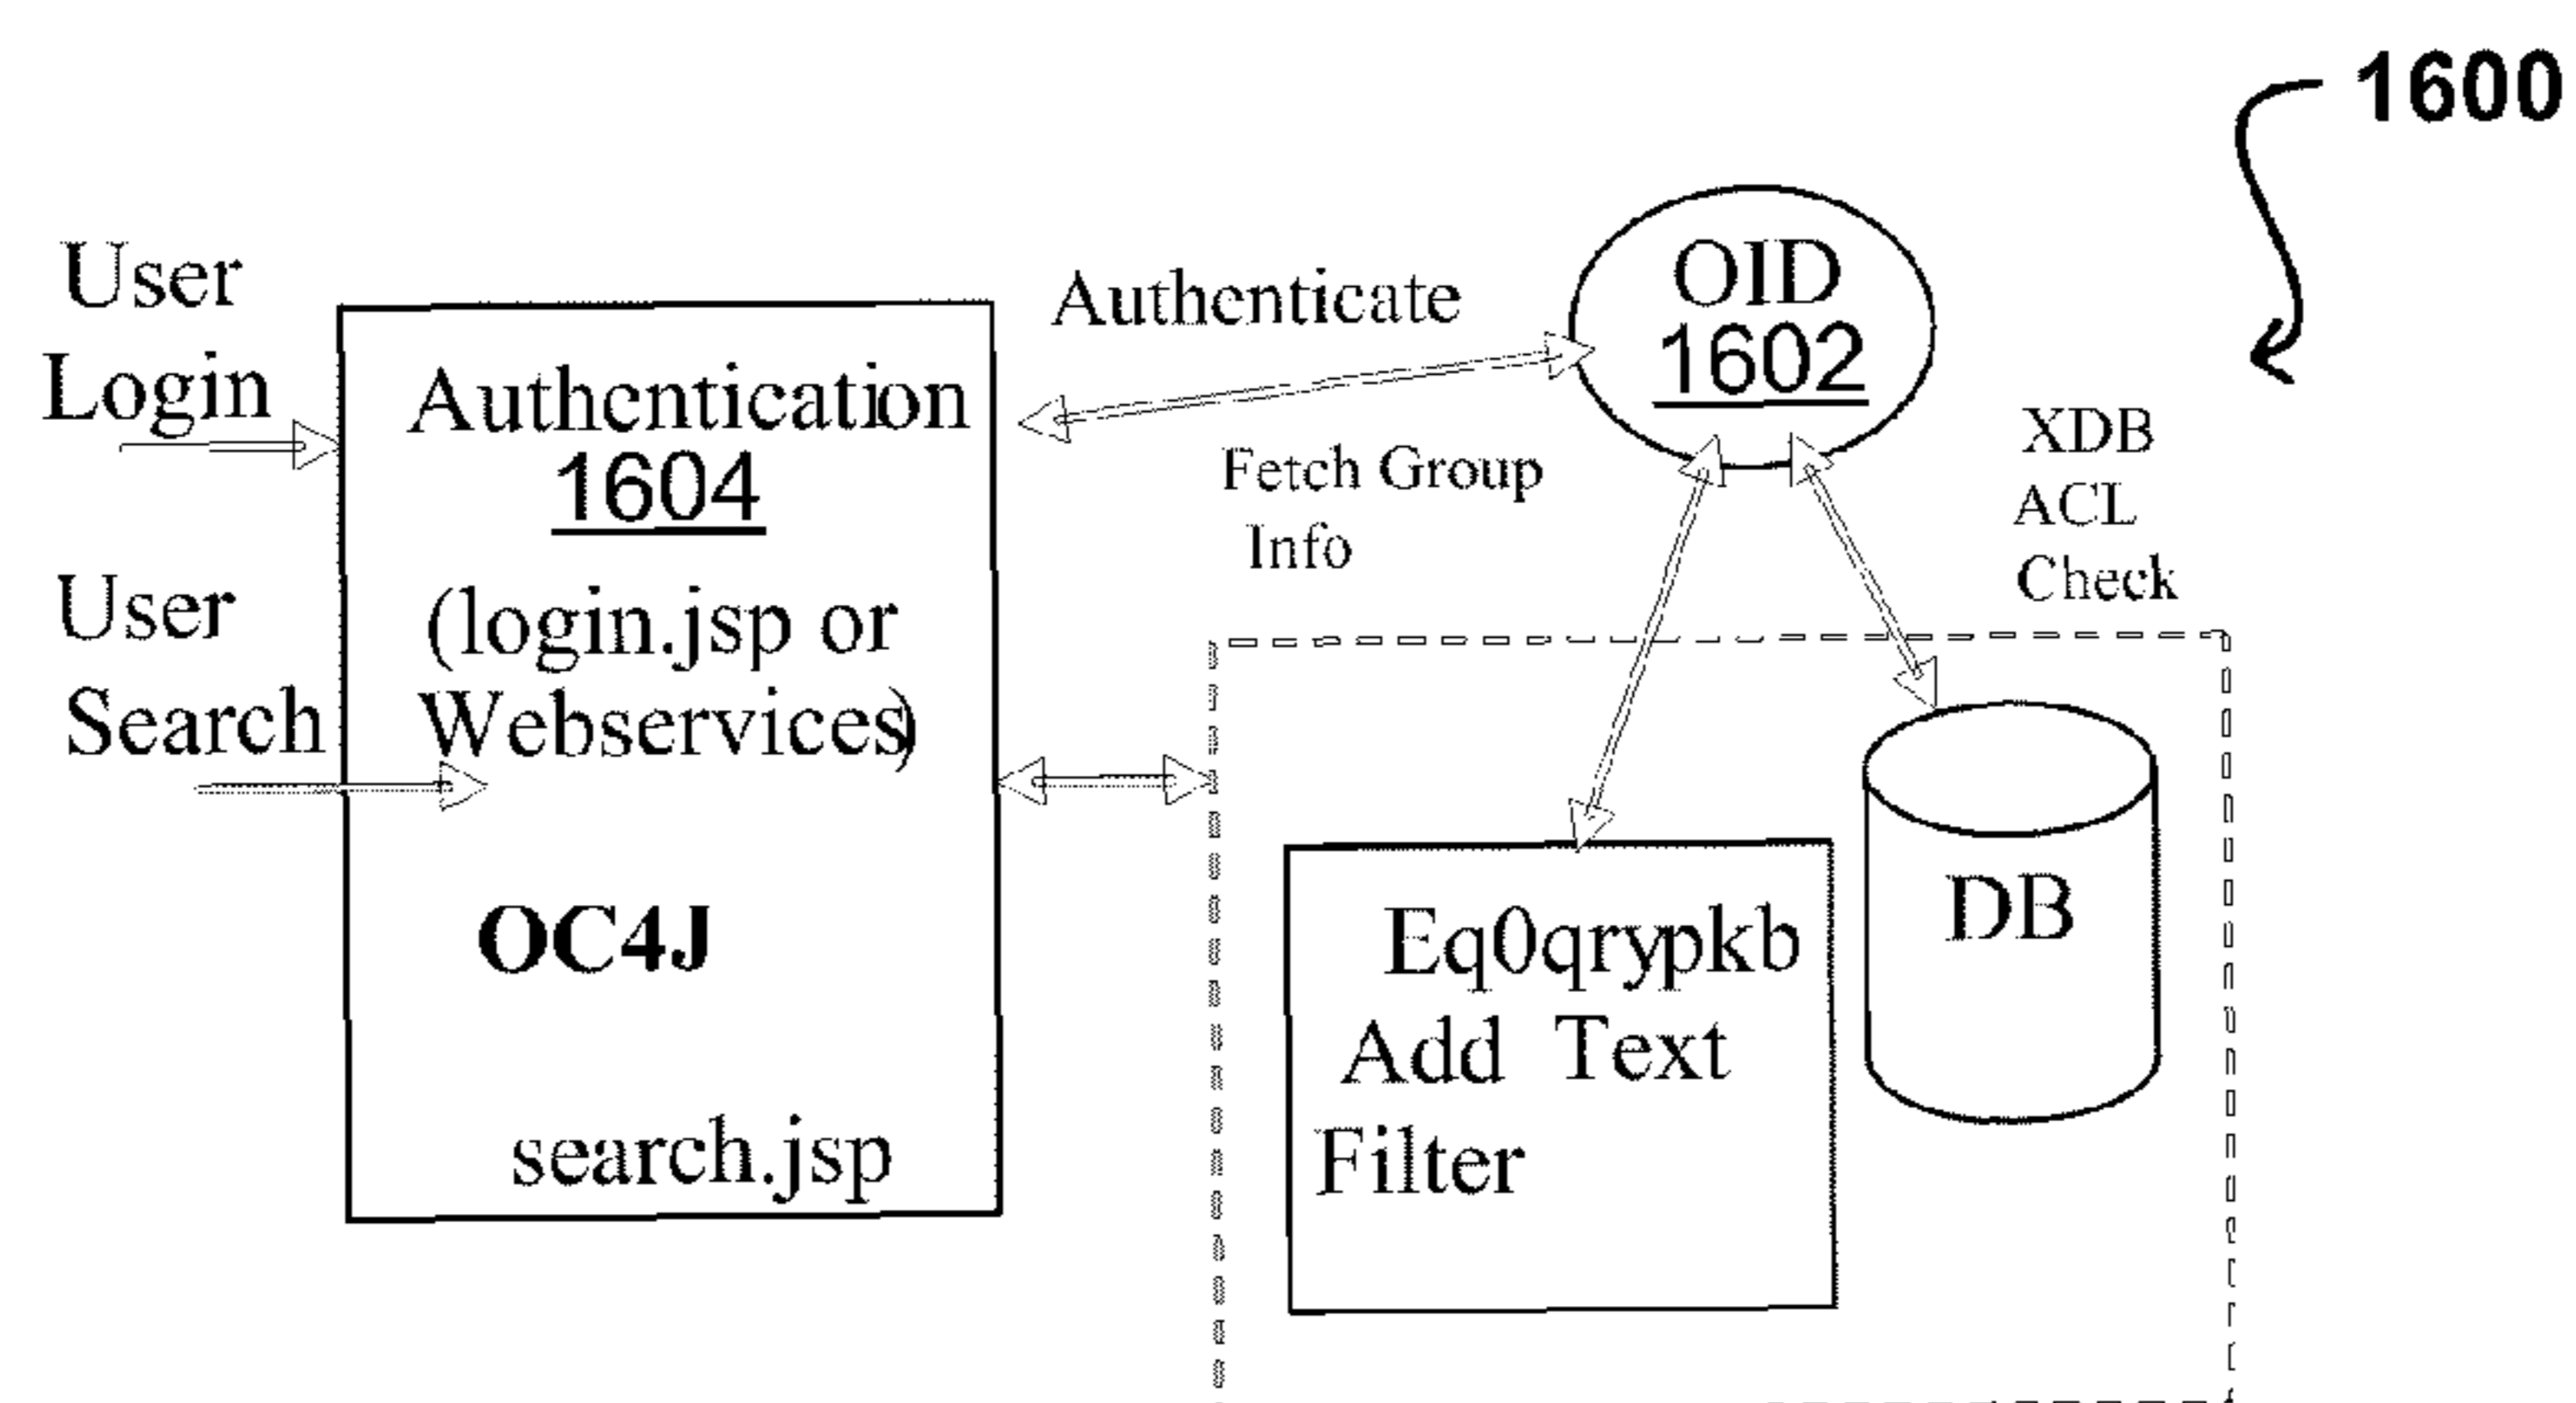 1600
User
Login
User
Search
Authentication
1604
(login.jsp or
Webservices)
OC4J
search.jsp
Authenticate
OID
1602
Fetch Group
Info
XDB
ACL
Check
Eq0qrypkb
Add Text
Filter
DB